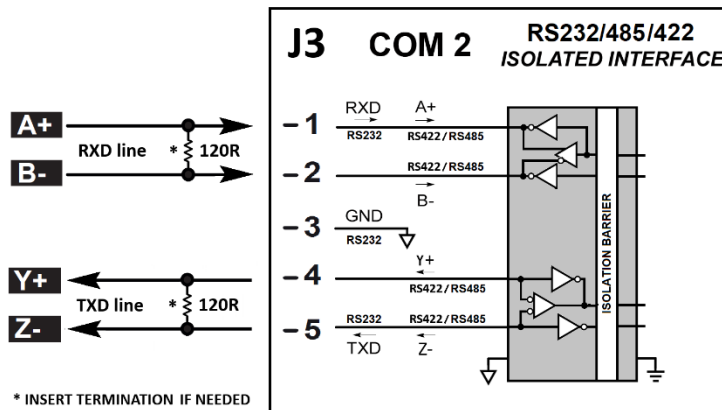 J3 COM 2 RS232/485/422
ISOLATED INTERFACE
A+
RXD line * 120R
B-
Y+
TXD line * 120R
Z-
* INSERT TERMINATION IF NEEDED
-1 RXD A+
RS232 RS422/RS485
-2 RS422/RS485
B-
-3 GND
RS232
-4 Y+
RS422/RS485
-5 RS232 RS422/RS485
TXD Z-
ISOLATION BARRIER